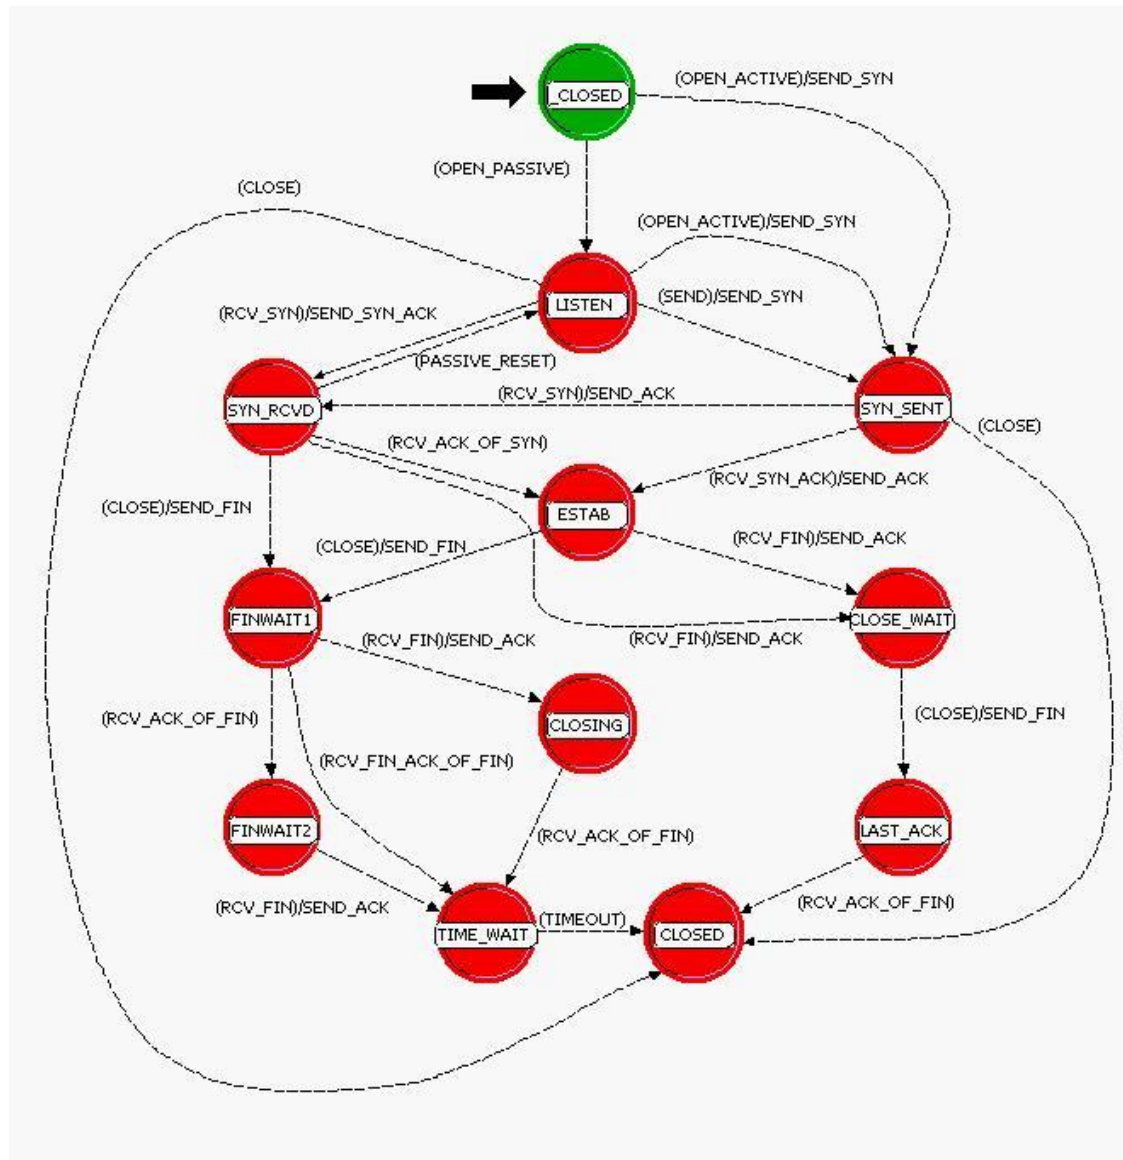 (OPEN_ACTIVE)/SEND_SYN
_CLOSED
(OPEN_PASSIVE)
(CLOSE)
(OPEN_ACTIVE)/SEND_SYN
LISTEN
(SEND)/SEND_SYN
(RCV_SYN)/SEND_SYN_ACK
(PASSIVE_RESET)
(RCV_SYN)/SEND_ACK
SYN_RCVD
SYN_SENT
(CLOSE)
(RCV_ACK_OF_SYN)
(RCV_SYN_ACK)/SEND_ACK
(CLOSE)/SEND_FIN
ESTAB
(RCV_FIN)/SEND_ACK
(CLOSE)/SEND_FIN
FINWAIT1
CLOSE_WAIT
(RCV_FIN)/SEND_ACK
(RCV_FIN)/SEND_ACK
(RCV_ACK_OF_FIN)
CLOSING
(CLOSE)/SEND_FIN
(RCV_FIN_ACK_OF_FIN)
FINWAIT2
LAST_ACK
(RCV_ACK_OF_FIN)
(RCV_FIN)/SEND_ACK
(RCV_ACK_OF_FIN)
TIME_WAIT
(TIMEOUT)
CLOSED